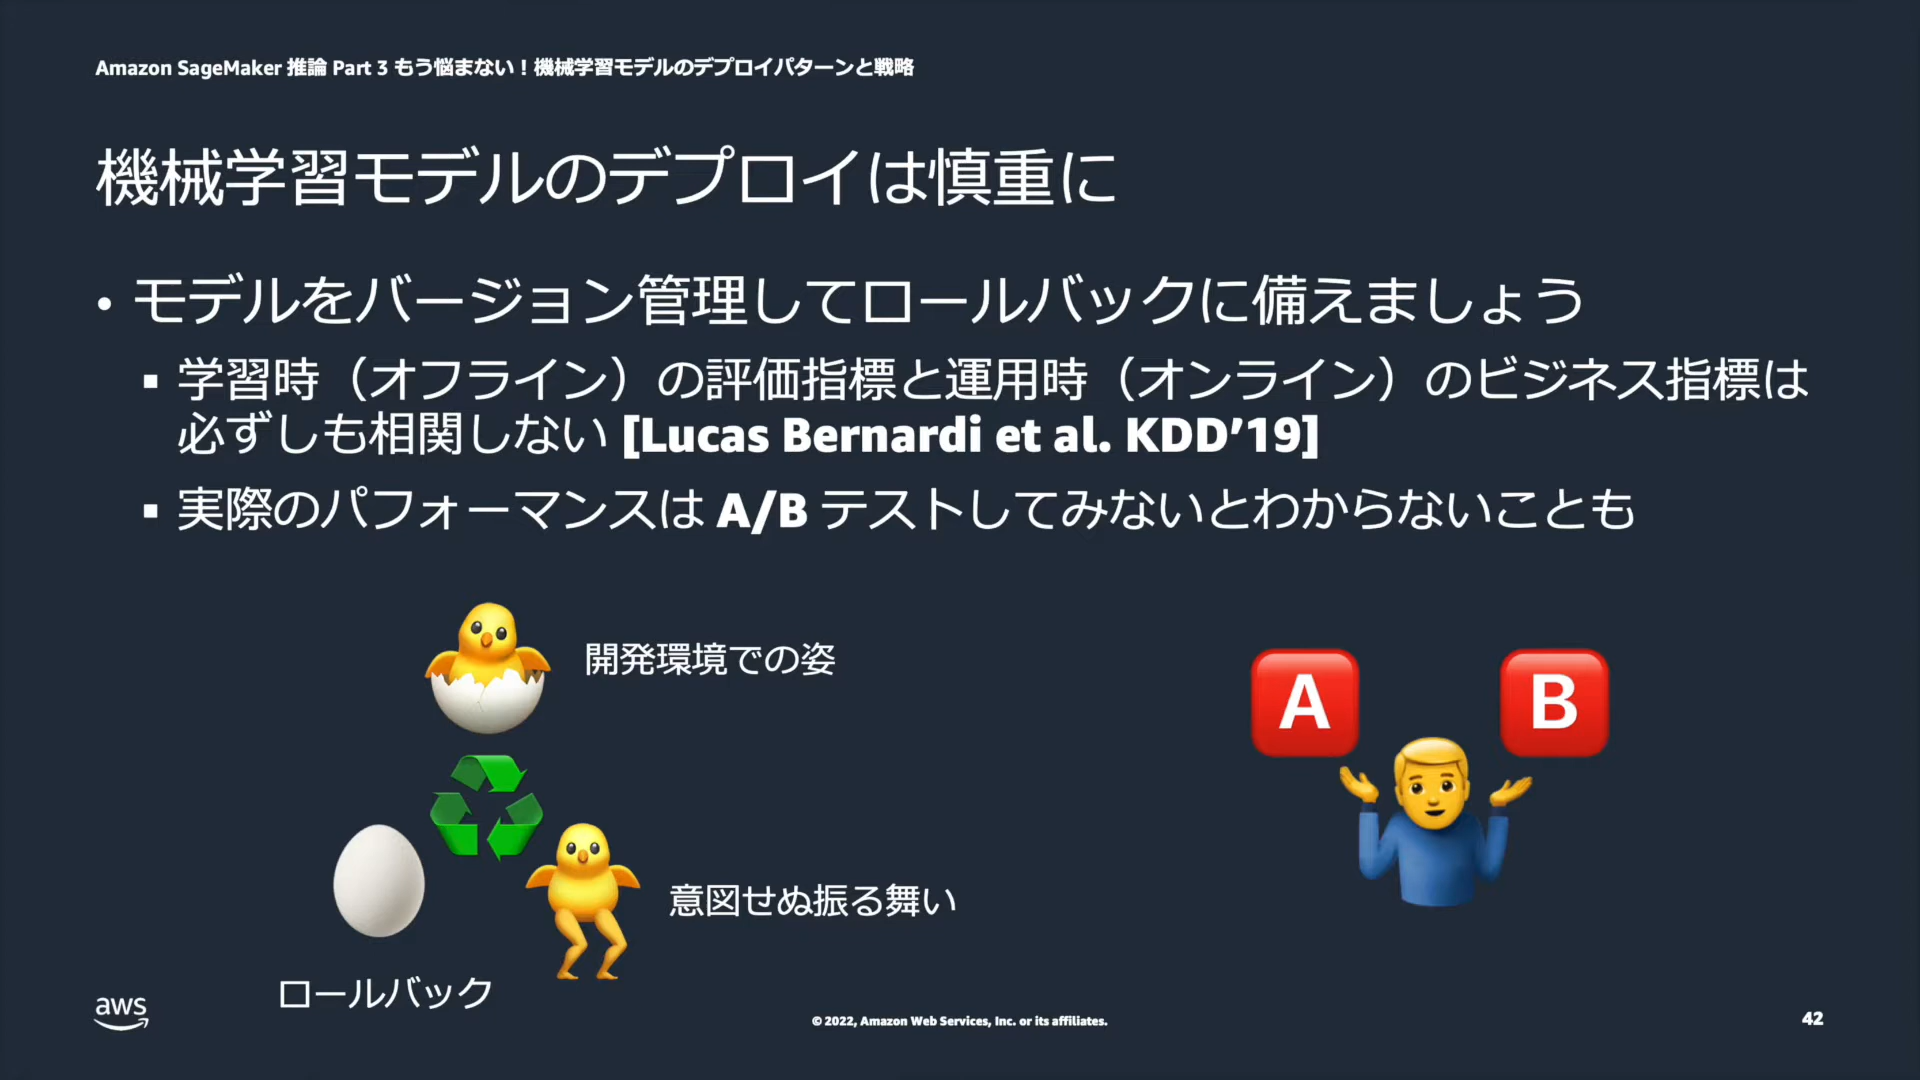 Amazon SageMaker 推論 Part 3 もう悩まない！機械学習モデルのデプロイパターンと戦略
機械学習モデルのデプロイは慎重に
• モデルをバージョン管理してロールバックに備えましょう
▪ 学習時（オフライン）の評価指標と運用時（オンライン）のビジネス指標は
必ずしも相関しない [Lucas Bernardi et al. KDD’19]
▪ 実際のパフォーマンスは A/B テストしてみないとわからないことも
開発環境での姿
A
B
意図せぬ振る舞い
ロールバック
aws
© 2022, Amazon Web Services, Inc. or its affiliates.
42